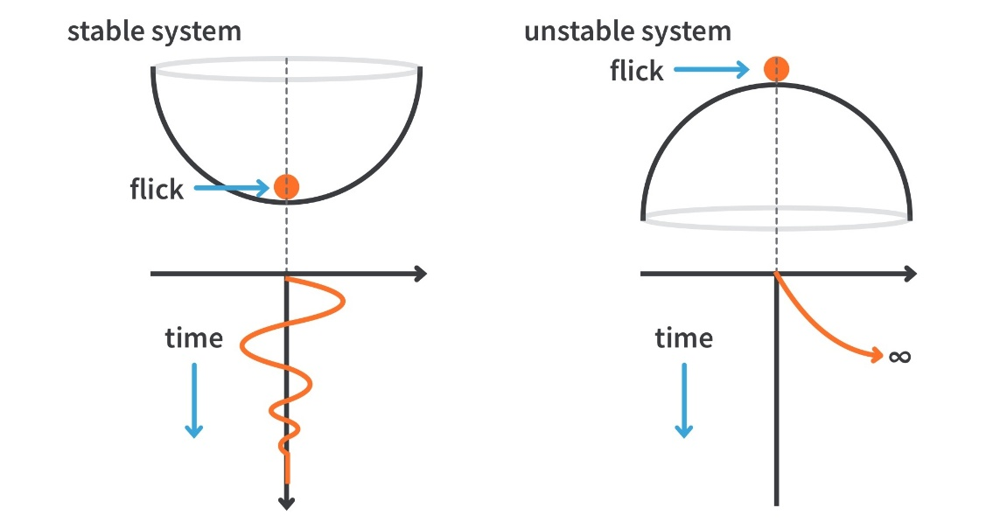 stable system
flick
time
unstable system
flick
time
∞